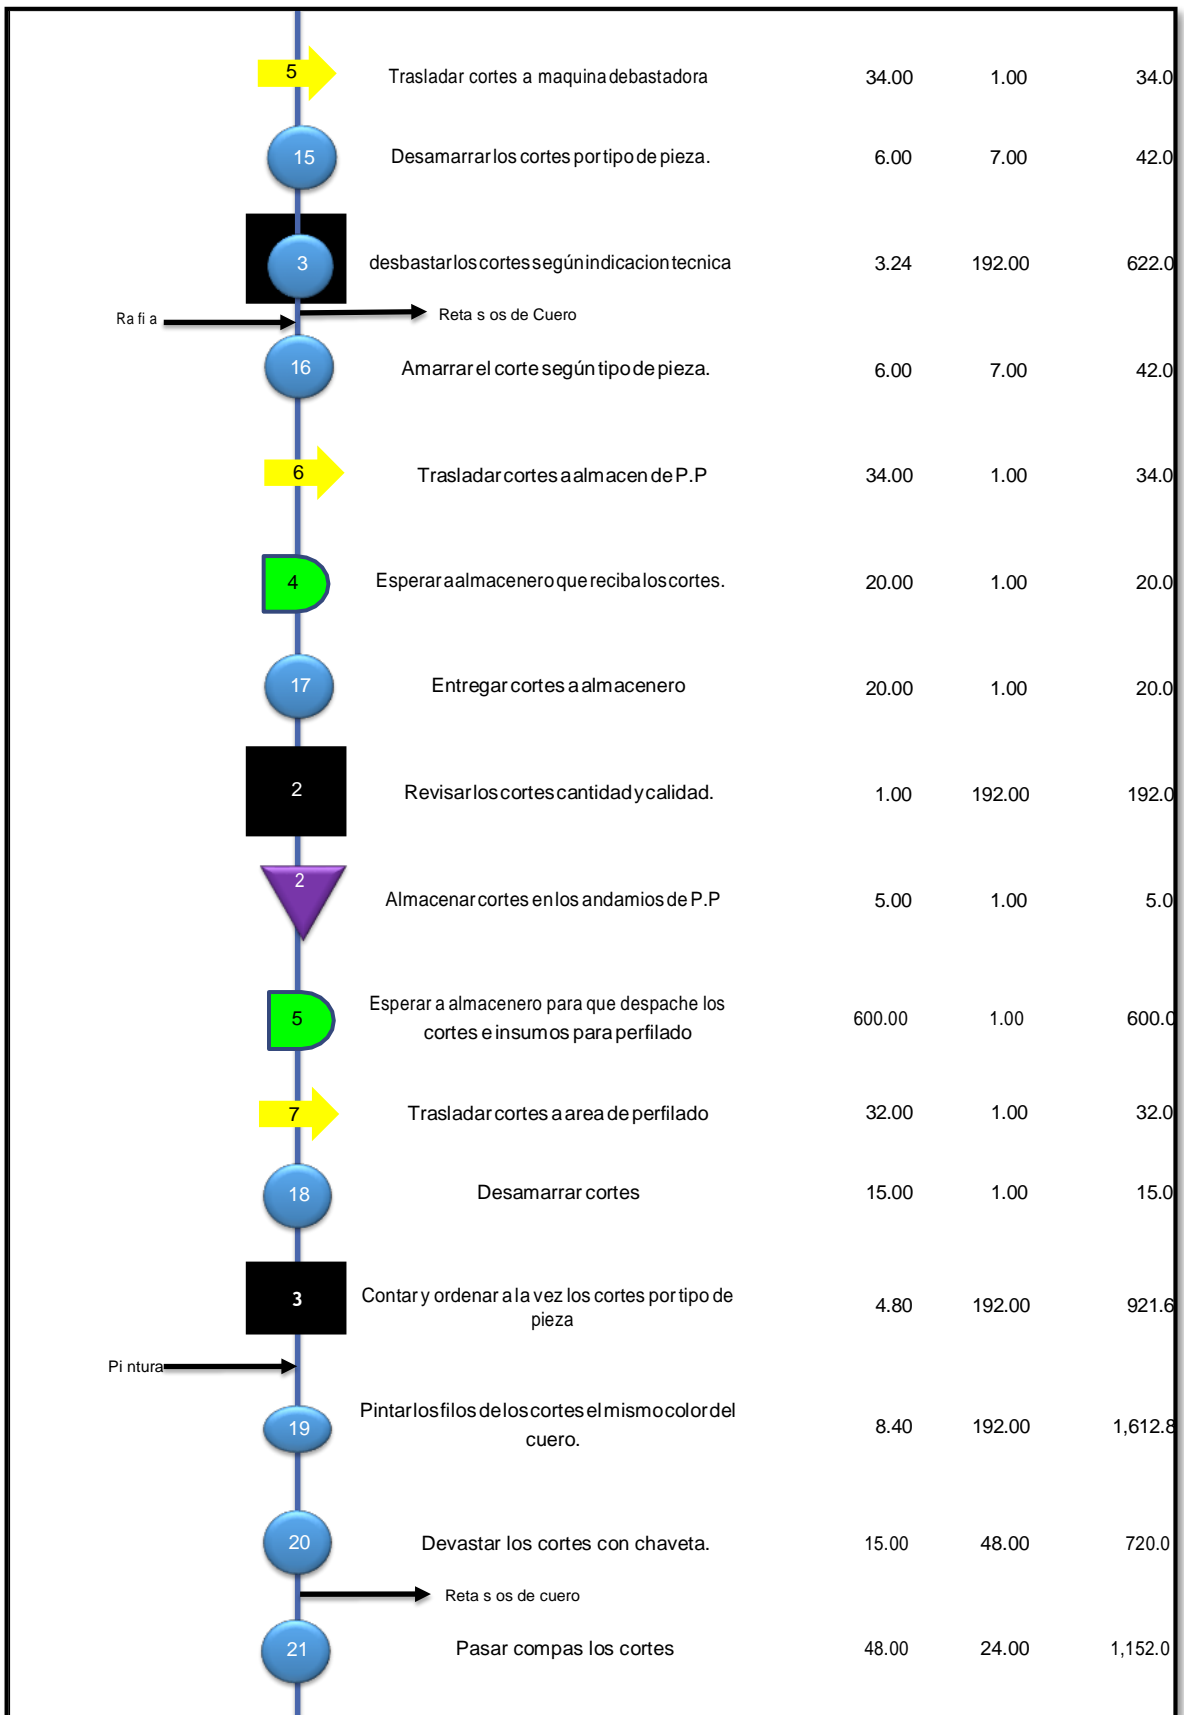 5 Trasladar cortes a maquina debastadora 34.00 1.00 34.0
15 Desamarrar los cortes por tipo de pieza. 6.00 7.00 42.0
3 desbastar los cortes según indicacion tecnica 3.24 192.00 622.0
Retasos de Cuero
Rafia
16 Amarrar el corte según tipo de pieza. 6.00 7.00 42.0
6 Trasladar cortes a almacen de P.P 34.00 1.00 34.0
4 Esperar a almacenero que reciba los cortes. 20.00 1.00 20.0
17 Entregar cortes a almacenero 20.00 1.00 20.0
2 Revisar los cortes cantidad y calidad. 1.00 192.00 192.0
2 Almacenar cortes en los andamios de P.P 5.00 1.00 5.0
Esperar a almacenero para que despache los
5 cortes e insumos para perfilado 600.00 1.00 600.0
7 Trasladar cortes a area de perfilado 32.00 1.00 32.0
18 Desamarrar cortes 15.00 1.00 15.0
3 Contar y ordenar a la vez los cortes por tipo de 4.80 192.00 921.6
pieza
Pintura
Pintar los filos de los cortes el mismo color del
19 cuero. 8.40 192.00 1,612.8
20 Devastar los cortes con chaveta. 15.00 48.00 720.0
Retasos de cuero
21 Pasar compas los cortes 48.00 24.00 1,152.0